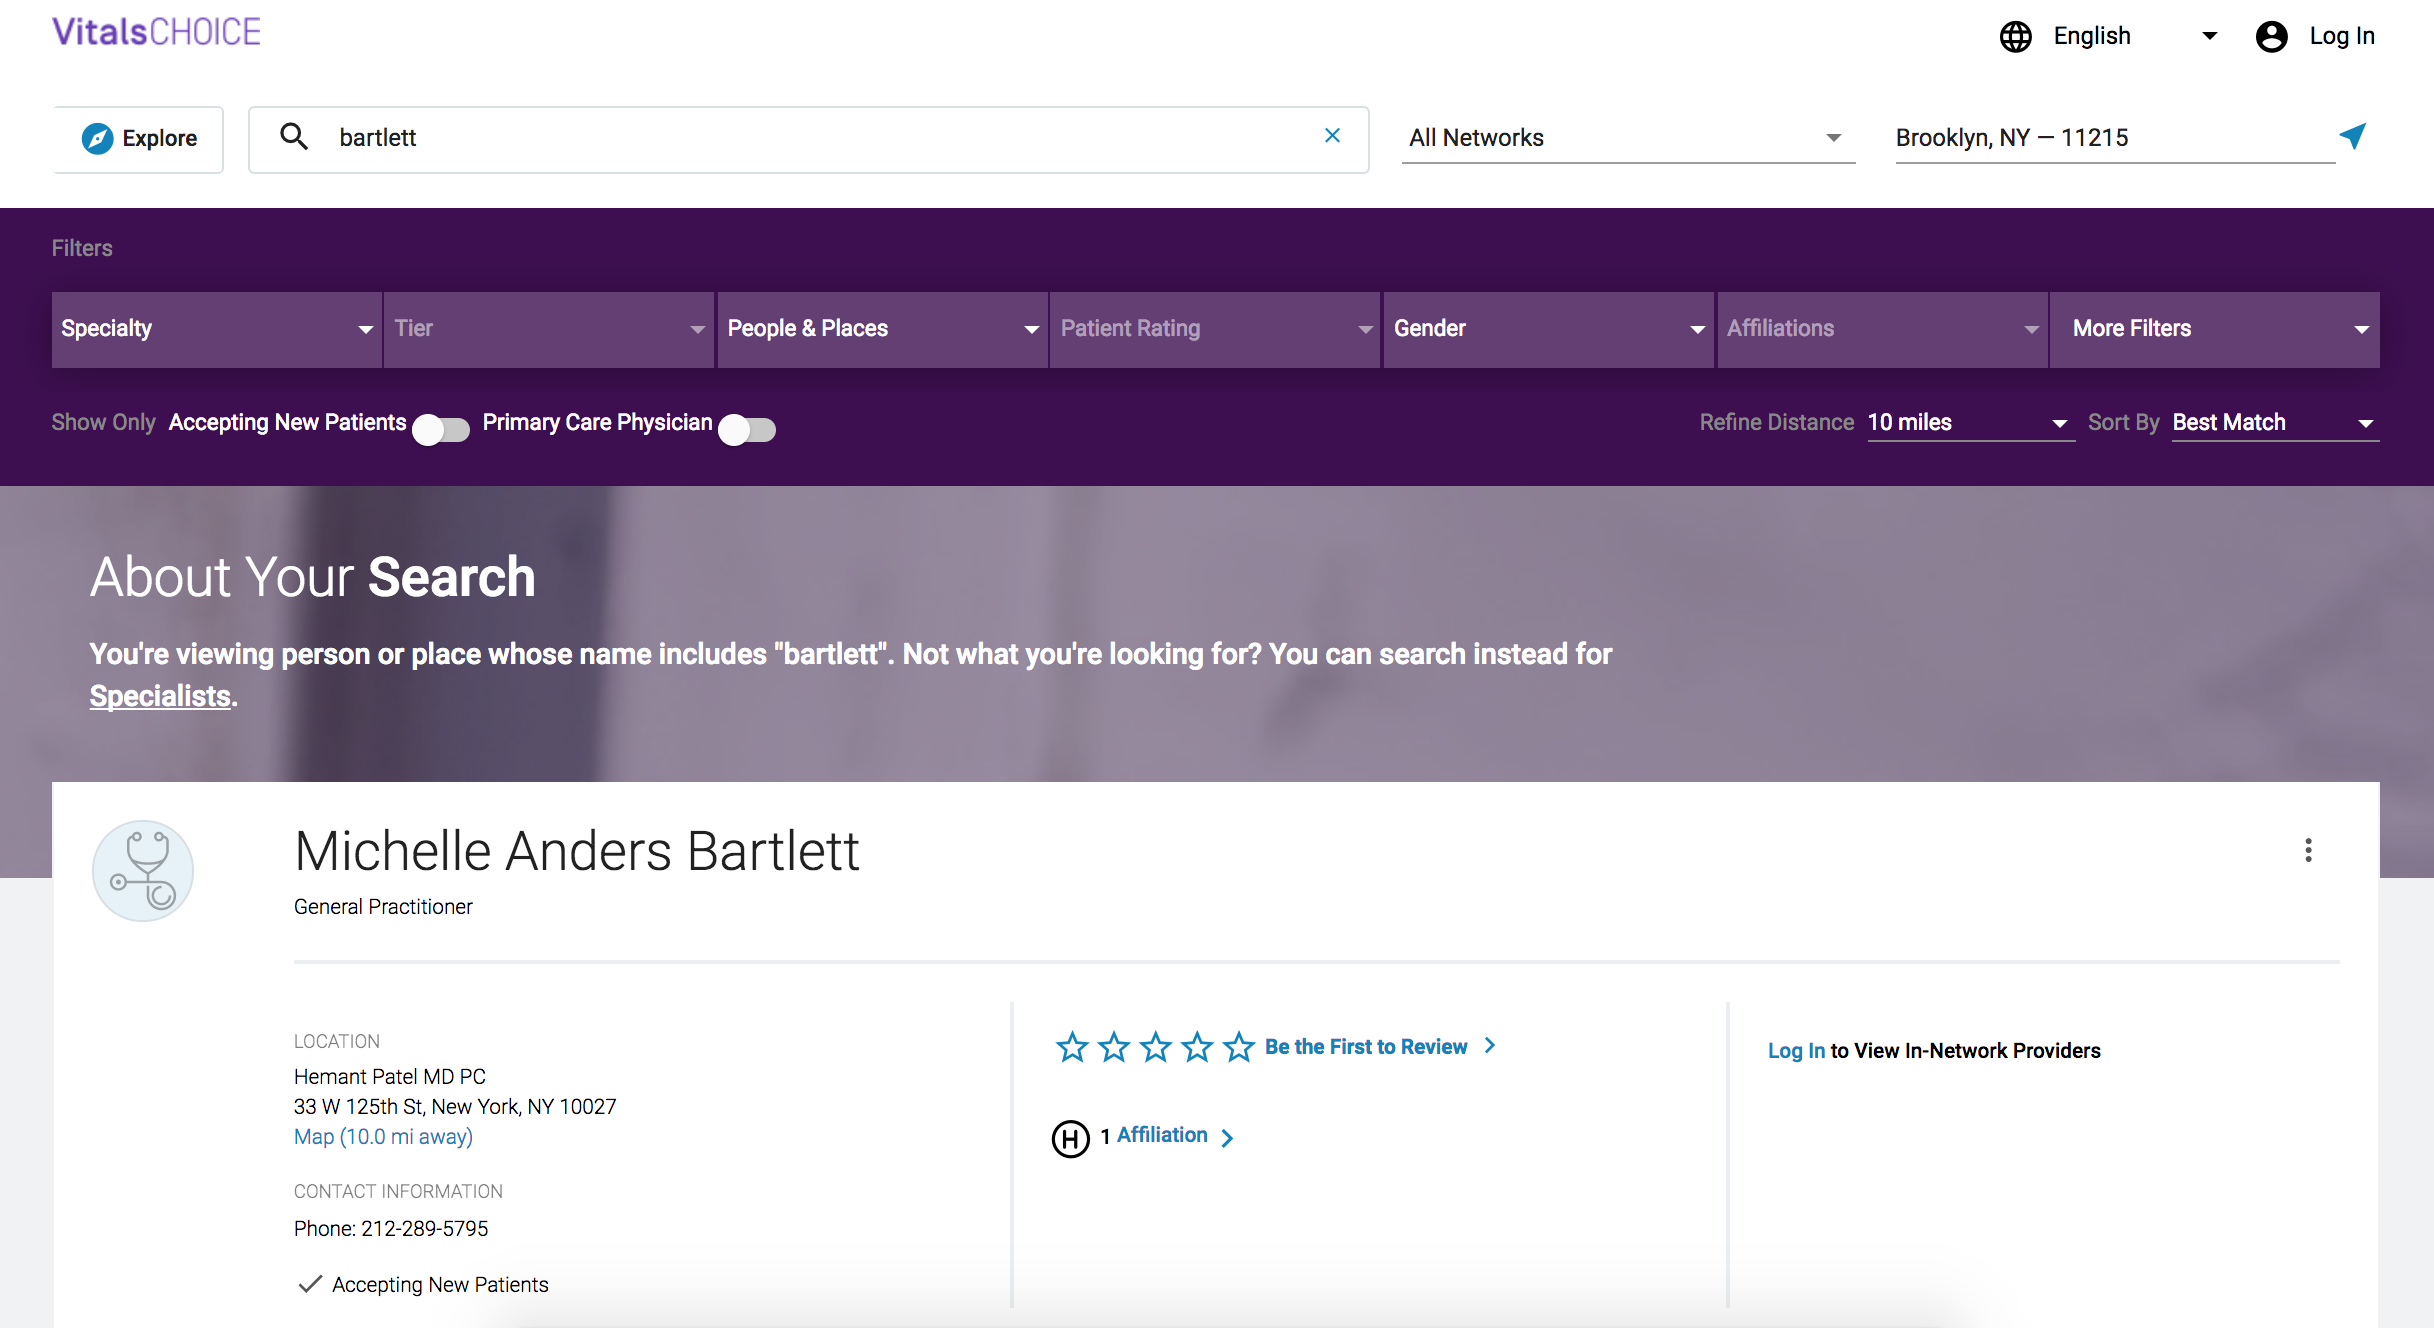 VitalsCHOICE
English
Log In
Explore
bartlett
All Networks
Brooklyn, NY — 11215
Filters
Specialty
Tier
People & Places
Patient Rating
Gender
Affiliations
More Filters
Show Only Accepting New Patients
Primary Care Physician
Refine Distance 10 miles
Sort By Best Match
About Your Search
You're viewing person or place whose name includes "bartlett". Not what you're looking for? You can search instead for
Specialists.
Michelle Anders Bartlett
General Practitioner
LOCATION
Hemant Patel MD PC
33 W 125th St, New York, NY 10027
Map (10.0 mi away)
CONTACT INFORMATION
Phone: 212-289-5795
Accepting New Patients
Be the First to Review
H 1 Affiliation
Log In to View In-Network Providers